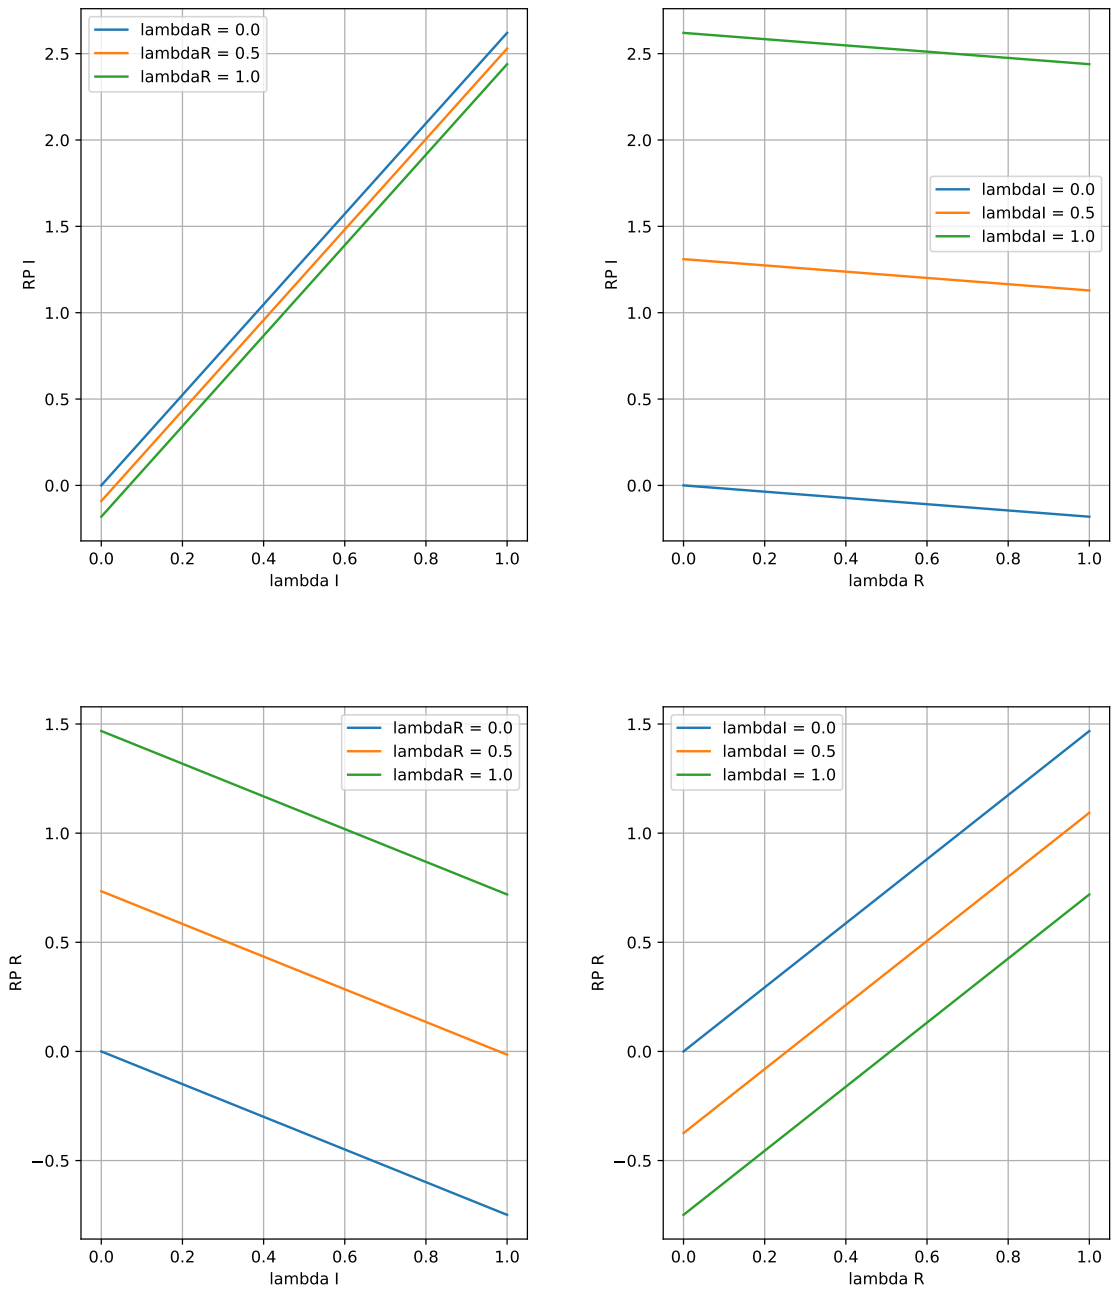 lambdaR = 0.0
lambdaR = 0.5
lambdaR = 1.0
2.5
2.0
1.5
1.0
0.5
0.0
RP I
0.0 0.2 0.4 0.6 0.8 1.0
lambda I
lambdaI = 0.0
lambdaI = 0.5
lambdaI = 1.0
2.5
2.0
1.5
1.0
0.5
0.0
RP I
0.0 0.2 0.4 0.6 0.8 1.0
lambda R
lambdaR = 0.0
lambdaR = 0.5
lambdaR = 1.0
1.5
1.0
0.5
0.0
−0.5
RP R
0.0 0.2 0.4 0.6 0.8 1.0
lambda I
lambdaI = 0.0
lambdaI = 0.5
lambdaI = 1.0
1.5
1.0
0.5
0.0
−0.5
RP R
0.0 0.2 0.4 0.6 0.8 1.0
lambda R